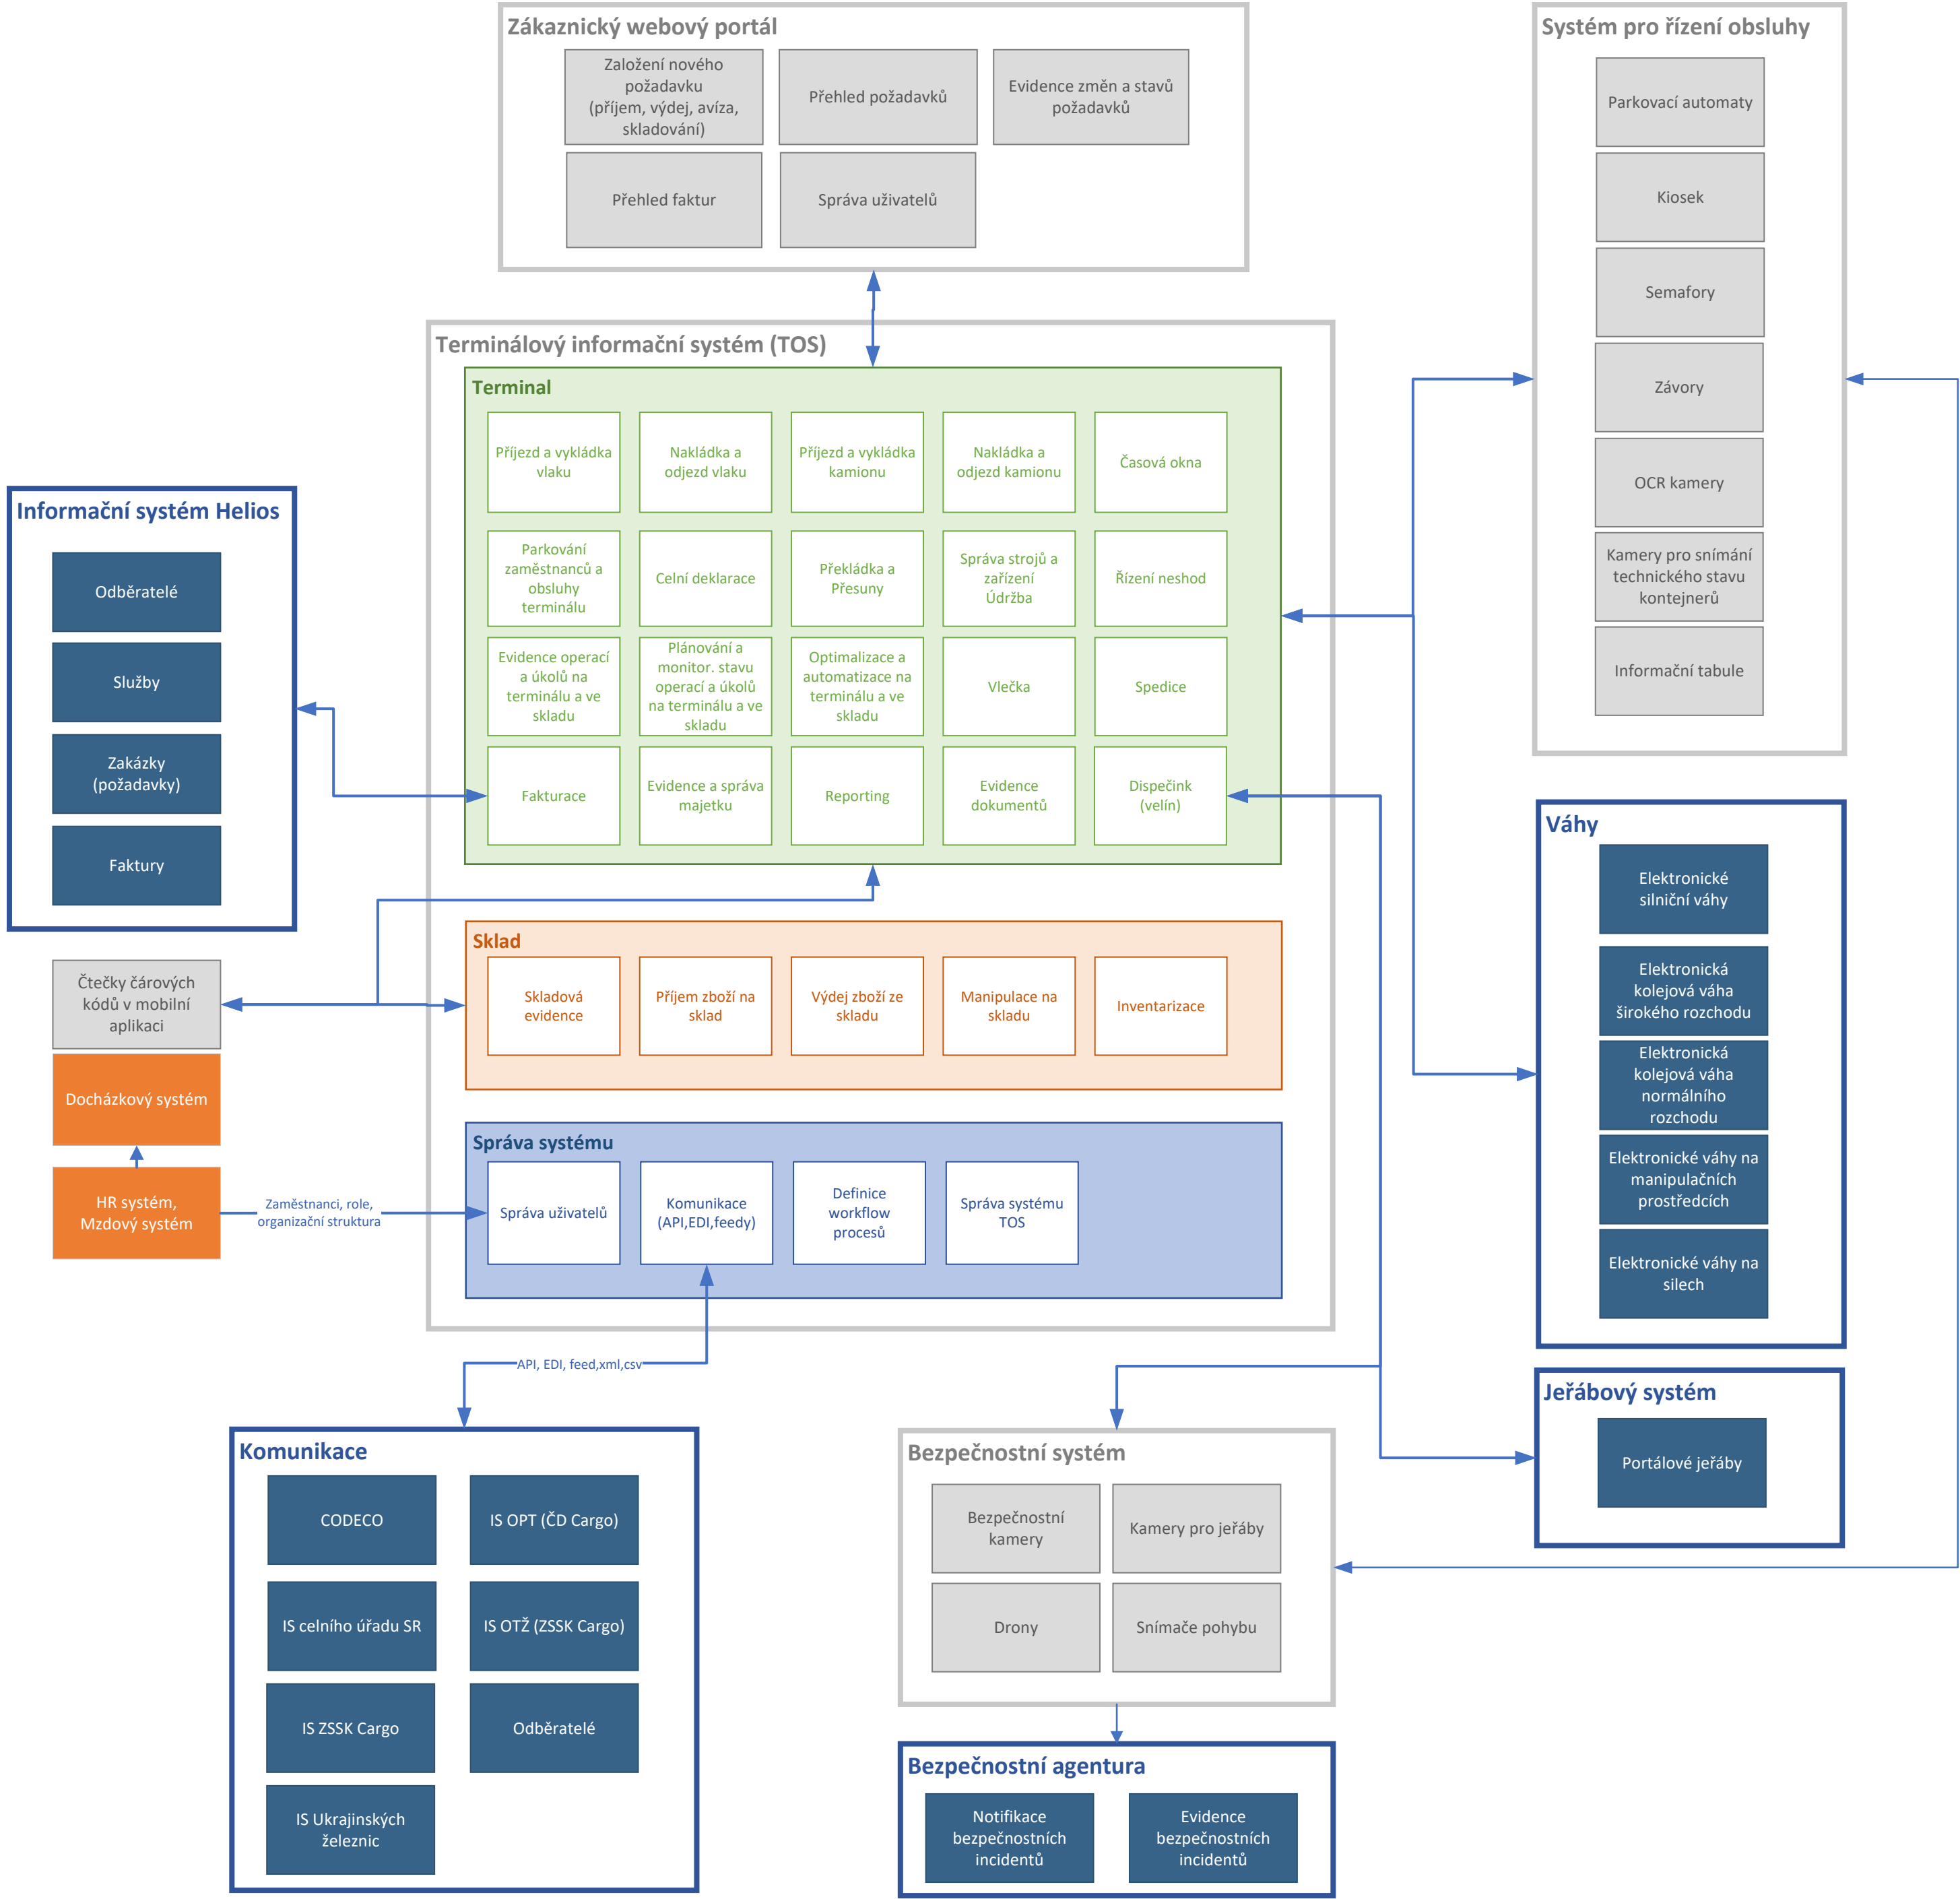 Zákaznický webový portál
Založení nového
požadavku
(příjem, výdej, avíza,
skladování)
Přehled požadavků
Evidence změn a stavů
požadavků
Přehled faktur
Správa uživatelů
Systém pro řízení obsluhy
Parkovací automaty
Kiosek
Semafory
Závory
OCR kamery
Kamery pro snímání
technického stavu
kontejnerů
Informační tabule
Terminálový informační systém (TOS)
Terminal
Příjezd a vykládka
vlaku
Nakládka a
odjezd vlaku
Příjezd a vykládka
kamionu
Nakládka a
odjezd kamionu
Časová okna
Parkování
zaměstnanců a
obsluhy
terminálu
Celní deklarace
Překládka a
Přesuny
Správa strojů a
zařízení
Údržba
Řízení neshod
Evidence operací
a úkolů na
terminálu a ve
skladu
Plánování a
monitor. stavu
operací a úkolů
na terminálu a ve
skladu
Optimalizace a
automatizace na
terminálu a ve
skladu
Vlečka
Spedice
Fakturace
Evidence a správa
majetku
Reporting
Evidence
dokumentů
Dispečink
(velín)
Informační systém Helios
Odběratelé
Služby
Zakázky
(požadavky)
Faktury
Čtečky čárových
kódů v mobilní
aplikaci
Docházkový systém
HR systém,
Mzdový systém
Zaměstnanci, role,
organizační struktura
Sklad
Skladová
evidence
Příjem zboží na
sklad
Výdej zboží ze
skladu
Manipulace na
skladu
Inventarizace
Správa systému
Správa uživatelů
Komunikace
(API,EDI,feedy)
Definice
workflow
procesů
Správa systému
TOS
Váhy
Elektronické
silniční váhy
Elektronická
kolejová váha
širokého rozchodu
Elektronická
kolejová váha
normálního
rozchodu
Elektronické váhy na
manipulačních
prostředcích
Elektronické váhy na
silech
API, EDI, feed,xml,csv
Komunikace
CODECO
IS OPT (ČD Cargo)
IS celního úřadu SR
IS OTŽ (ZSSK Cargo)
IS ZSSK Cargo
Odběratelé
IS Ukrajinských
železnic
Bezpečnostní systém
Bezpečnostní
kamery
Kamery pro jeřáby
Drony
Snímače pohybu
Jeřábový systém
Portálové jeřáby
Bezpečnostní agentura
Notifikace
bezpečnostních
incidentů
Evidence
bezpečnostních
incidentů